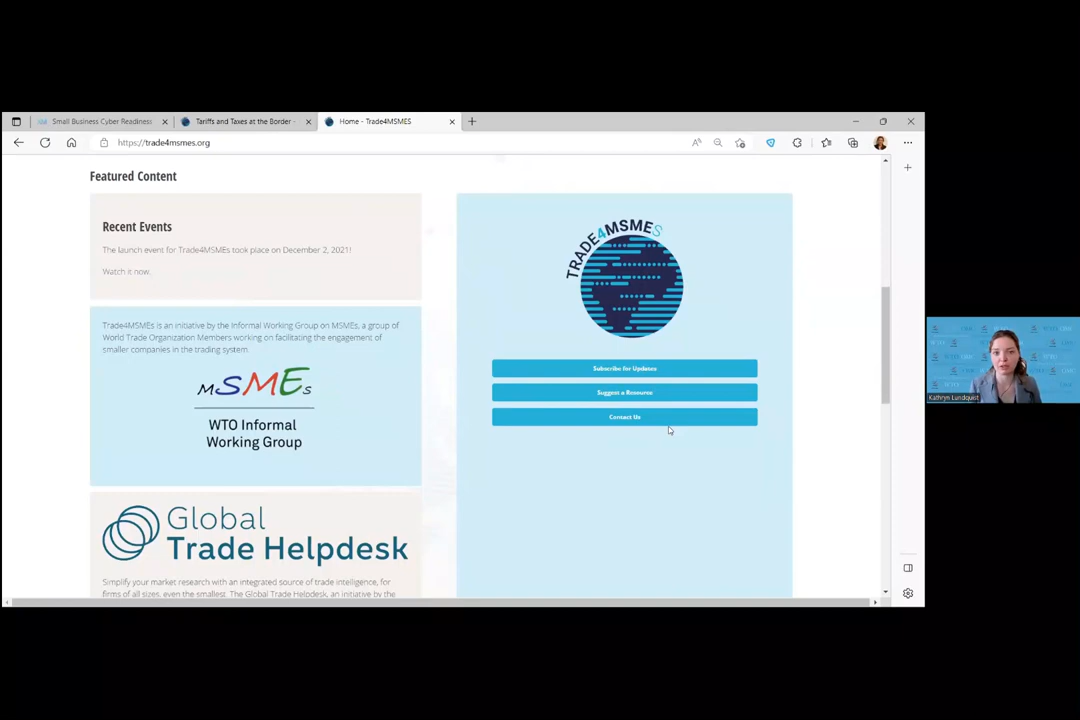 Small Business Cyber Readiness
Tariffs and Taxes at the Border -
Home - Trade4MSMES
https://trade4msmes.org
Featured Content
Recent Events
The launch event for Trade4MSMEs took place on December 2, 2021!
Watch it now.
Trade4MSMEs is an initiative by the Informal Working Group on MSMEs, a group of
World Trade Organization Members working on facilitating the engagement of
smaller companies in the trading system
MSMEs
WTO Informal
Working Group
Global
Trade Helpdesk
Simplify your market research with an integrated source of trade intelligence, for
firms of all sizes, even the smallest. The Global Trade Helpdesk, an initiative by the
TRADE4MSMES
Subscribe for Updates
Suggest a Resource
Contact Us
Kathryn Lundquist